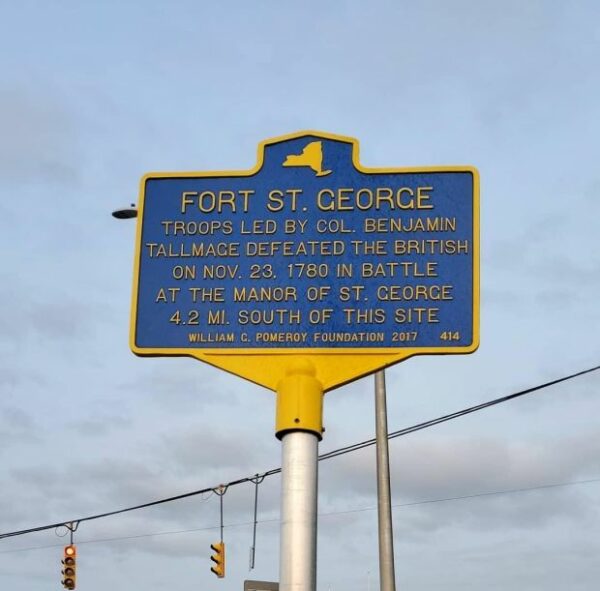 FORT ST. GEORGE
TROOPS LED BY COL. BENJAMIN
TALLMAGE DEFEATED THE BRITISH
ON NOV. 23, 1780 IN BATTLE
AT THE MANOR OF ST. GEORGE
4.2 MI. SOUTH OF THIS SITE
WILLIAM G. POMEROY FOUNDATION 2017 414